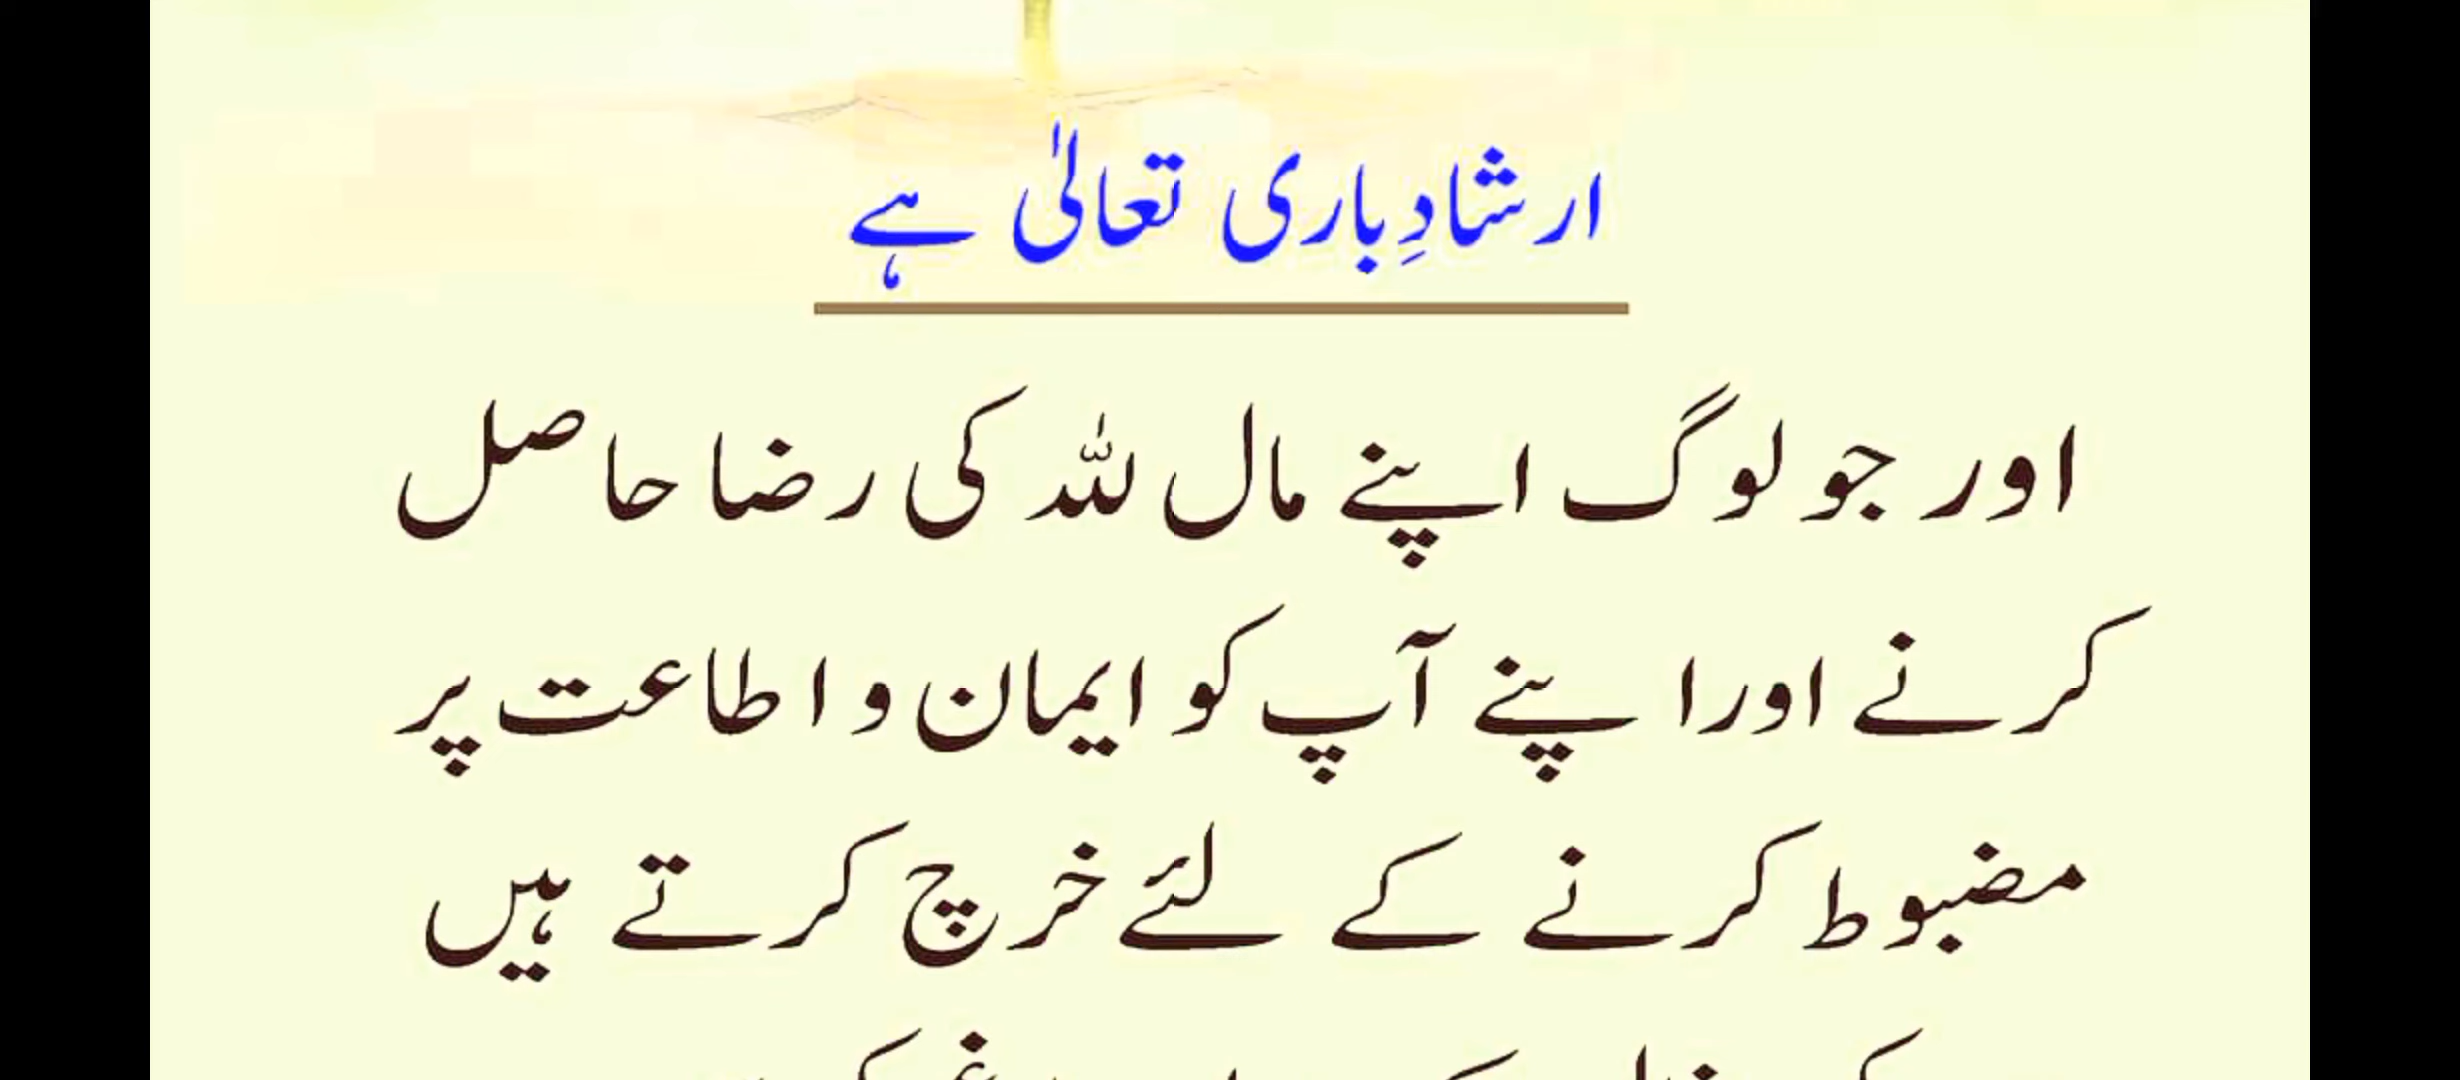 ارشادِباری تعالیٰ ہے
اور جو لوگ اپنے مال للہ کی رضا حاصل
کرنے اور اپنے آپ کو ایمان و اطاعت پر
مضبوط کرنے کے لئے خرچ کرتے ہیں